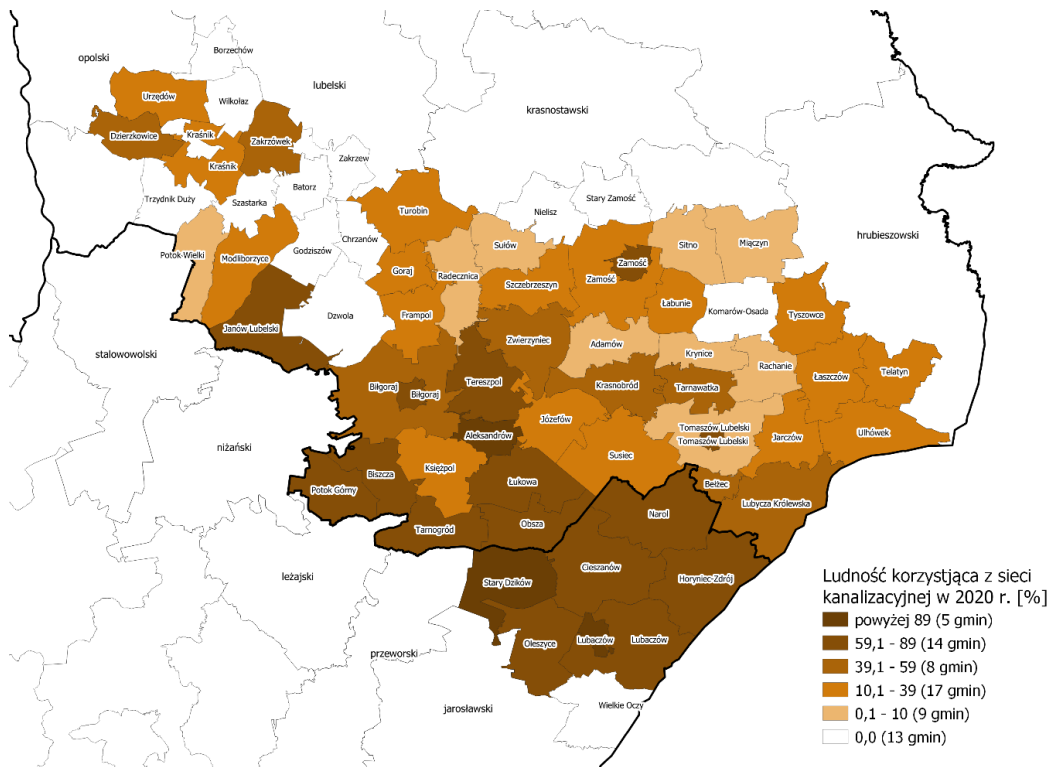 Borzechów
opolski
lubelski
Urzędów
Wilkołaz
krasnostawski
Dzierzkowice
Kraśnik
Zakrzówek
Zakrzew
Kraśnik
Batorz
Trzydnik Duży
Szastarka
Stary Zamość
Turobin
Nielisz
hrubieszowski
Chrzanów
Sułów
Sitno
Miączyn
Potok-Wielki
Modliborzyce
Godziszów
Goraj
Radecznica
Zamość
Szczebrzeszyn
Zamość
Łabunie
Komarów-Osada
Dzwola
Frampol
Tyszowce
Janów Lubelski
Zwierzyniec
Adamów
Krynice
stalowowolski
Rachanie
Telatyn
Łaszczów
Biłgoraj
Tereszpol
Krasnobród
Tarnawatka
Biłgoraj
Józefów
Tomaszów Lubelski
Aleksandrów
Tomaszów Lubelski
Jarczów
Ulhówek
niżański
Księżpol
Susiec
Biszcza
Łukowa
Bełżec
Potok Górny
Lubycza Królewska
Narol
Obsza
Tarnogród
Cieszanów
leżajski
Stary Dzików
Horyniec-Zdrój
Oleszyce
Lubaczów
Lubaczów
przeworski
jarosławski
Wielkie Oczy
Ludność korzystjąca z sieci
kanalizacyjnej w 2020 r. [%]
powyżej 89 (5 gmin)
59,1 - 89 (14 gmin)
39,1 - 59 (8 gmin)
10,1 - 39 (17 gmin)
0,1 - 10 (9 gmin)
0,0 (13 gmin)